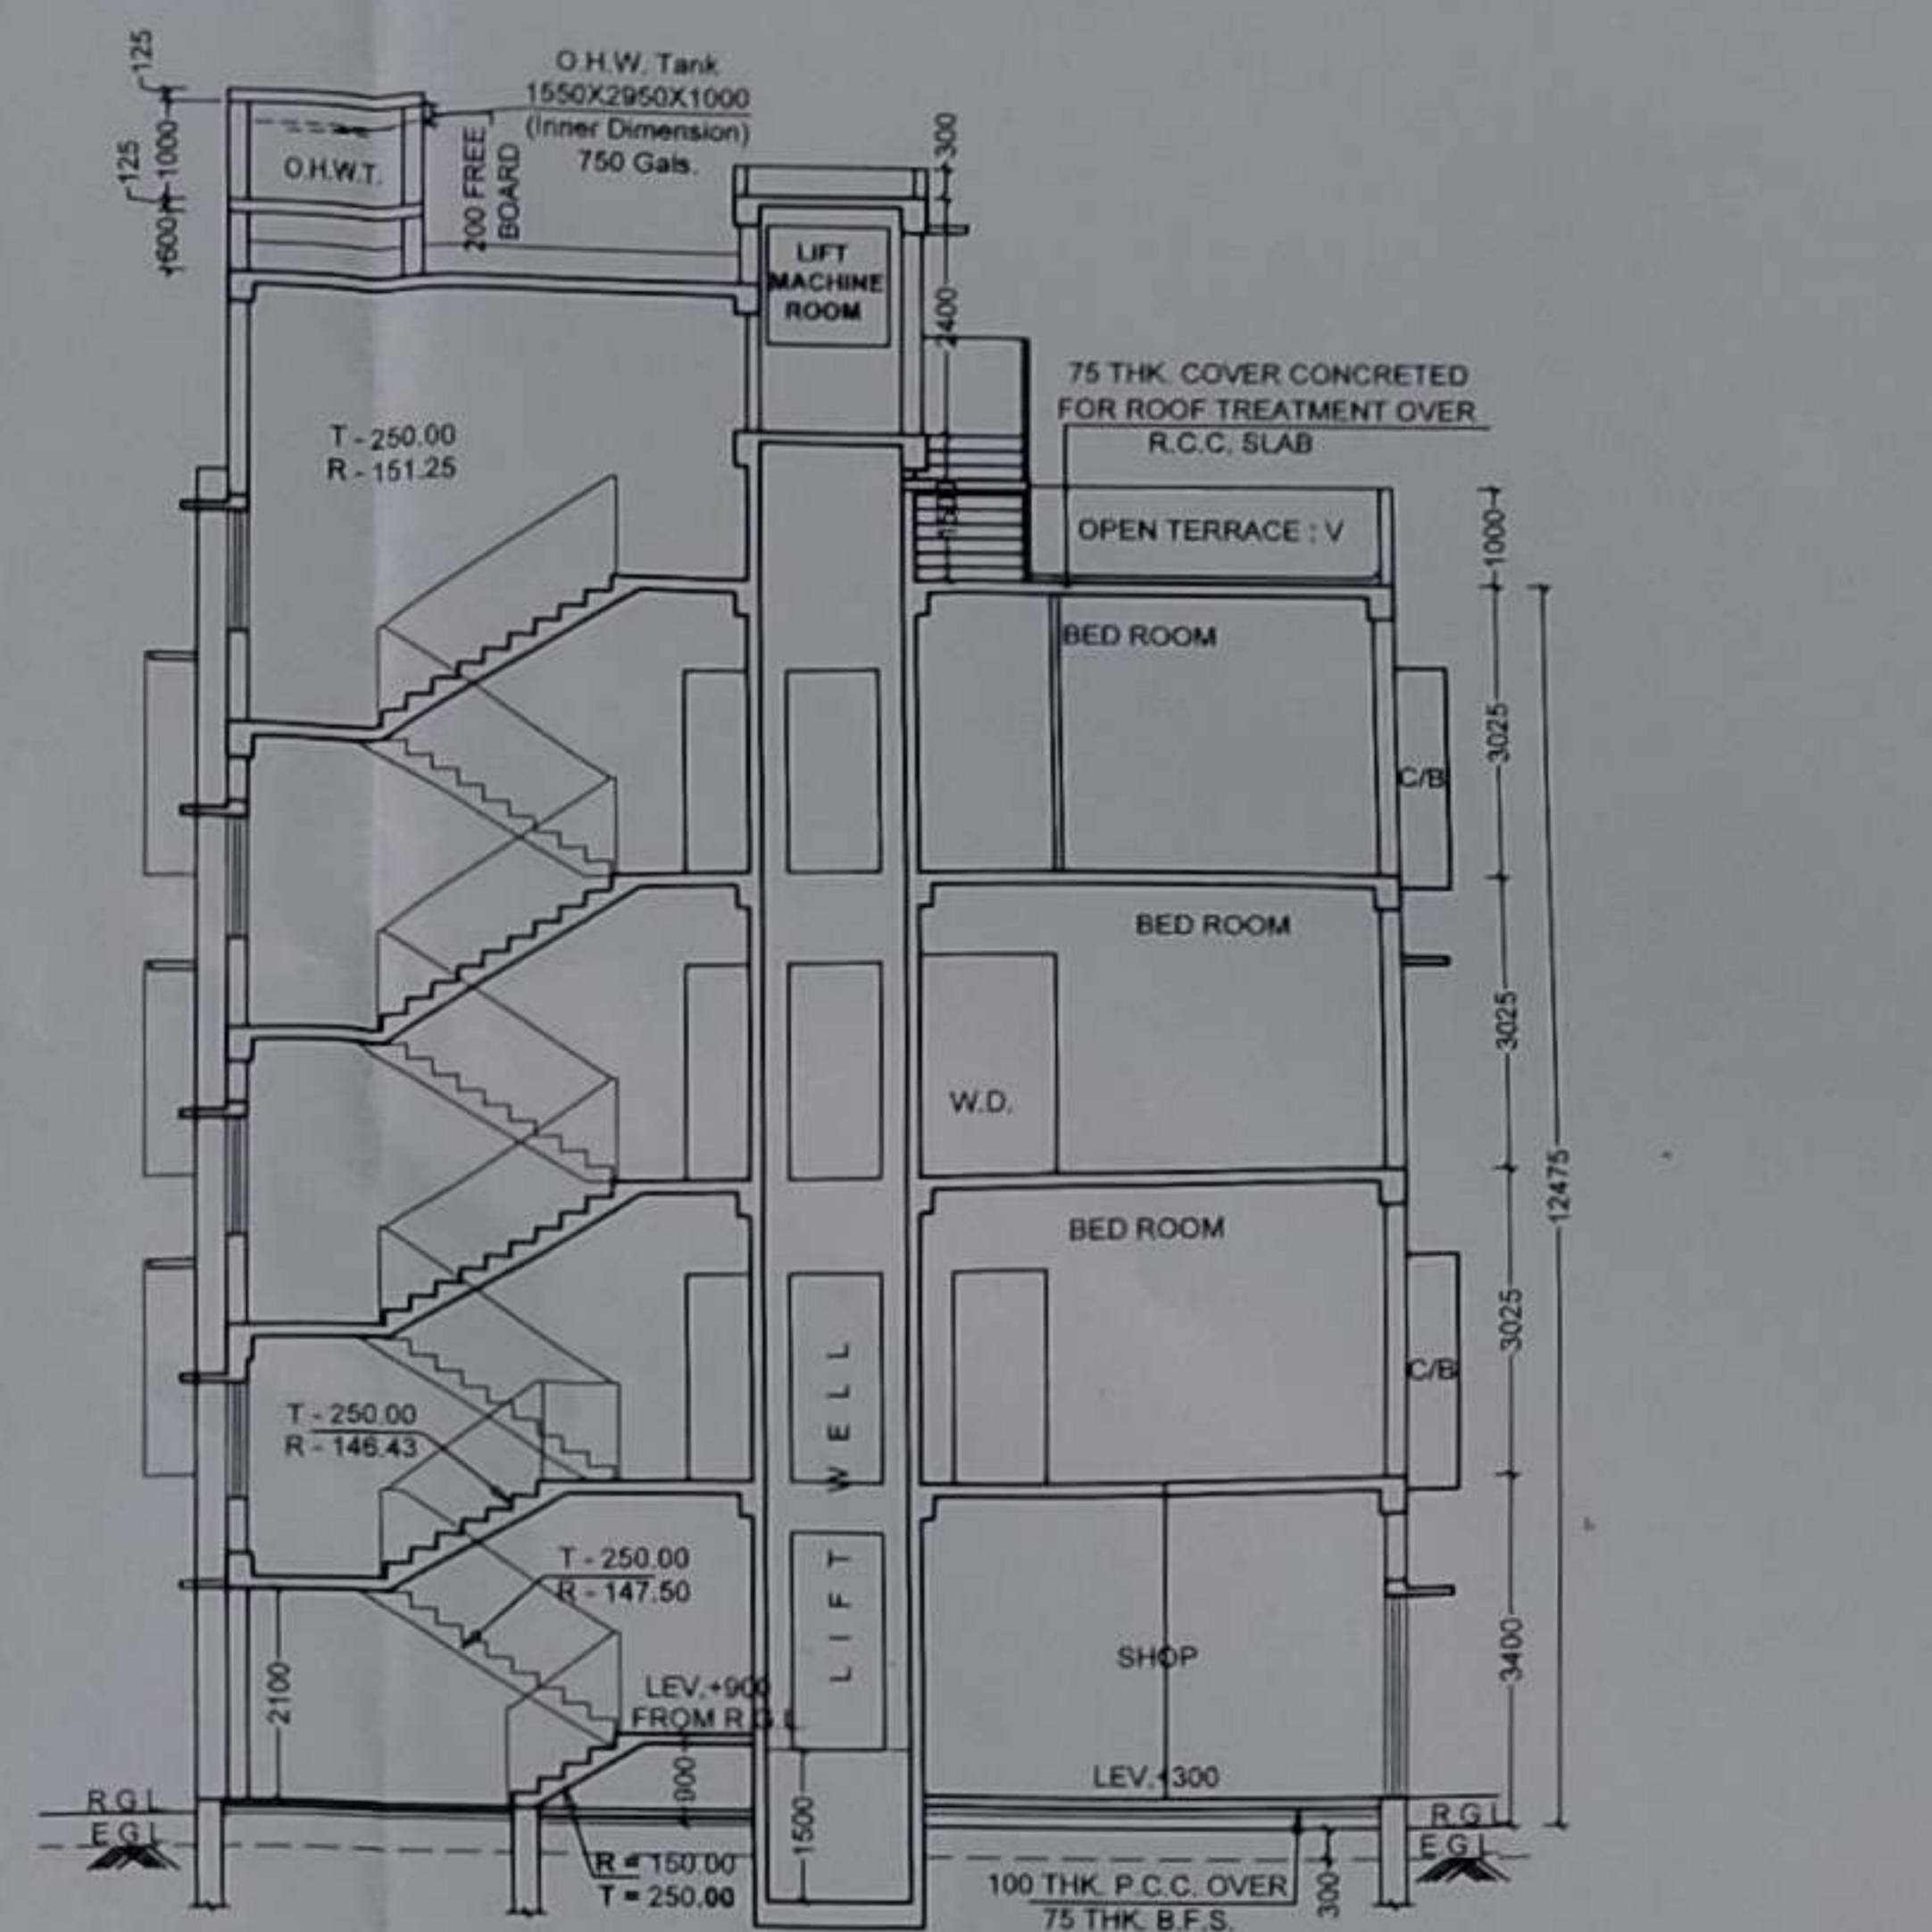 125
1000
125
600
O.H.W. Tank
1550X2950X1000
(Inner Dimension)
750 Gals.
O.H.W.T.
200 FREE
BOARD
300
LIFT
MACHINE
ROOM
2400
75 THK. COVER CONCRETED
FOR ROOF TREATMENT OVER
R.C.C. SLAB
T - 250.00
R - 151.25
OPEN TERRACE : V
1000
BED ROOM
3025
C/B
BED ROOM
3025
W.D.
12475
BED ROOM
3025
C/B
T - 250.00
R - 146.43
LIFT WELL
T - 250.00
R - 147.50
SHOP
3400
2100
LEV.+900
FROM R.G.L
900
LEV.+300
R.G.L
E.G.L
1500
R = 150.00
T = 250.00
100 THK. P.C.C. OVER
75 THK. B.F.S.
300
R.G.L
E.G.L